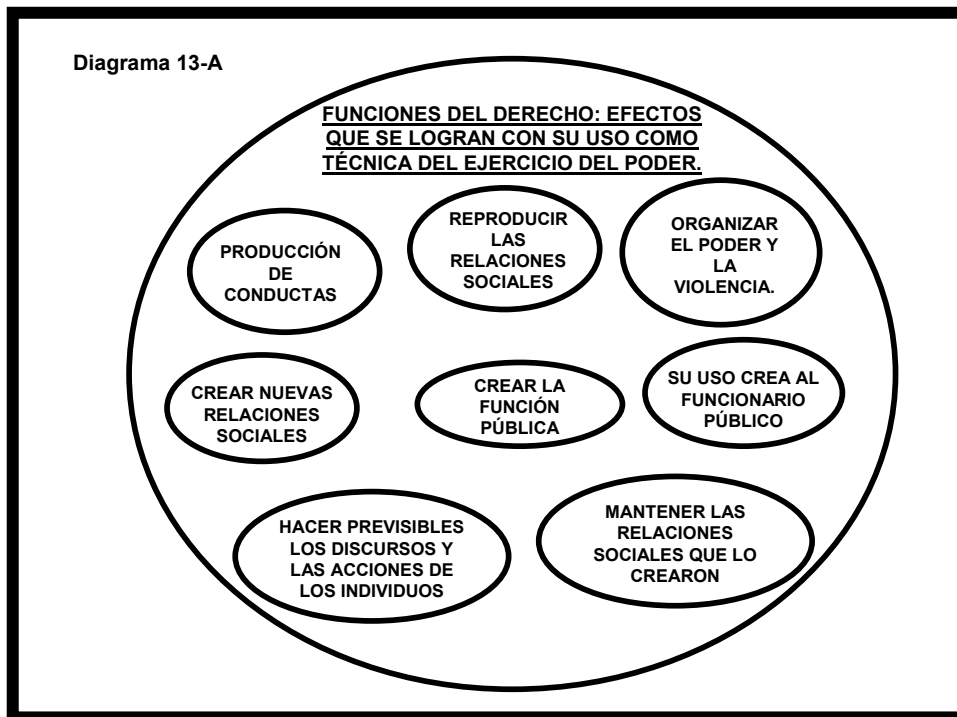 Diagrama 13-A
FUNCIONES DEL DERECHO: EFECTOS
QUE SE LOGRAN CON SU USO COMO
TÉCNICA DEL EJERCICIO DEL PODER.
PRODUCCIÓN
DE
CONDUCTAS
REPRODUCIR
LAS
RELACIONES
SOCIALES
ORGANIZAR
EL PODER Y
LA
VIOLENCIA.
CREAR NUEVAS
RELACIONES
SOCIALES
CREAR LA
FUNCIÓN
PÚBLICA
SU USO CREA AL
FUNCIONARIO
PÚBLICO
HACER PREVISIBLES
LOS DISCURSOS Y
LAS ACCIONES DE
LOS INDIVIDUOS
MANTENER LAS
RELACIONES
SOCIALES QUE LO
CREARON